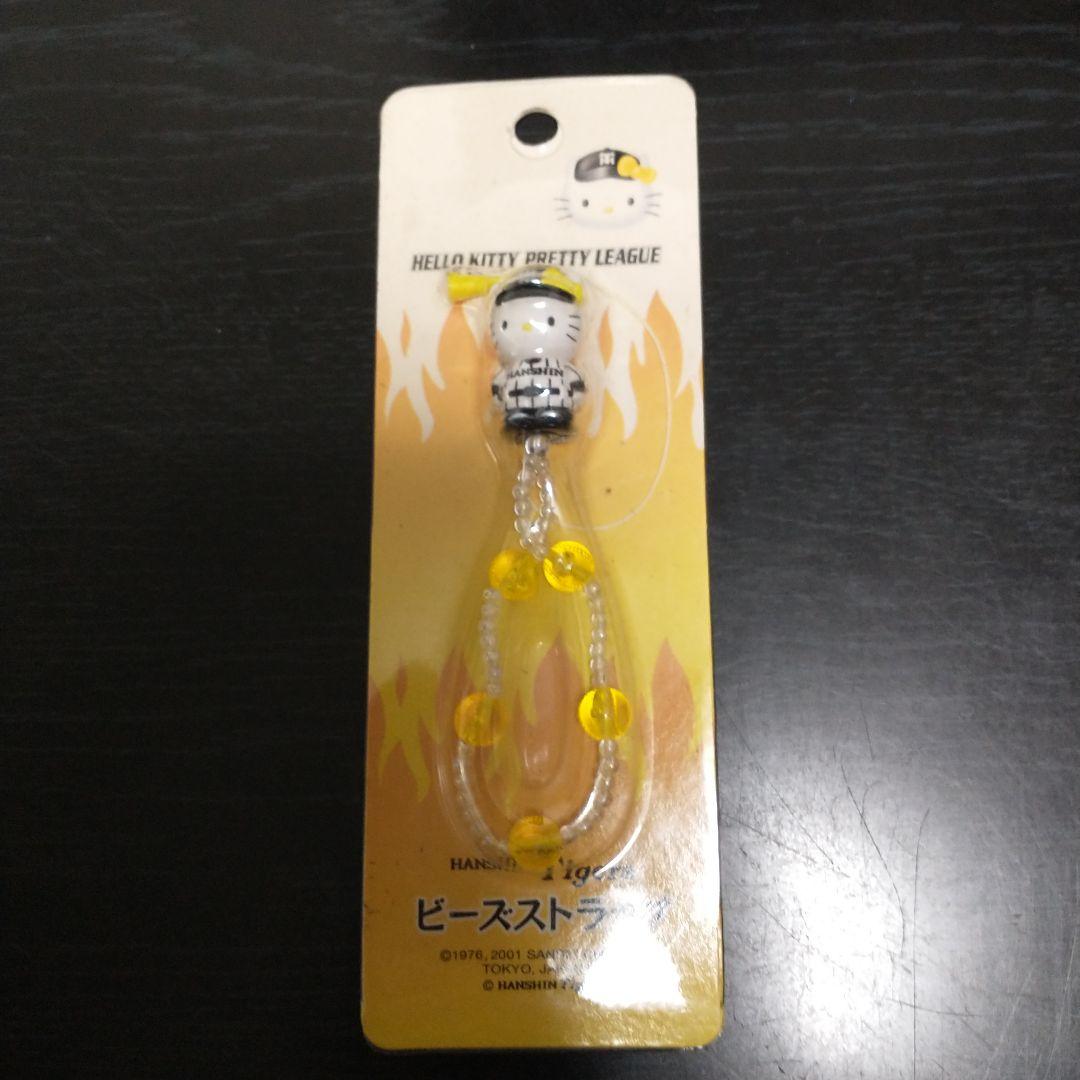 HELLO KITTY PRETTY LEAGUE
HANSHIN
HANSHIN Tigers
ビーズストラップ
©1976, 2001 SANRIO
TOKYO, JAPAN
© HANSHIN Tigers